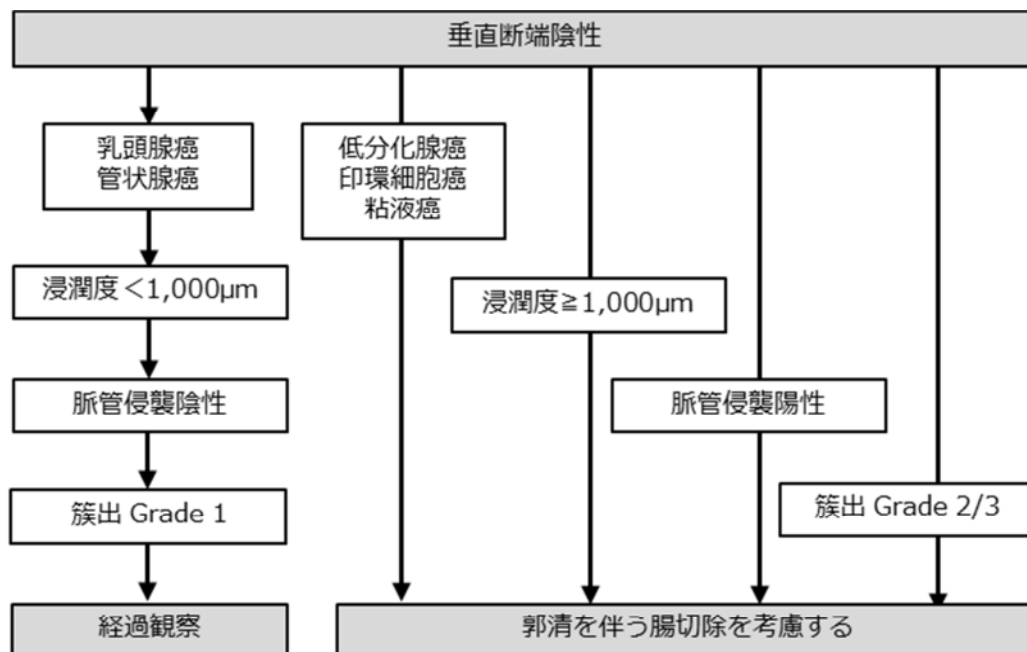 垂直断端陰性
乳頭腺癌
管状腺癌
低分化腺癌
印環細胞癌
粘液癌
浸潤度＜1,000μm
浸潤度≧1,000μm
脈管侵襲陰性
脈管侵襲陽性
簇出 Grade 1
簇出 Grade 2/3
経過観察
郭清を伴う腸切除を考慮する